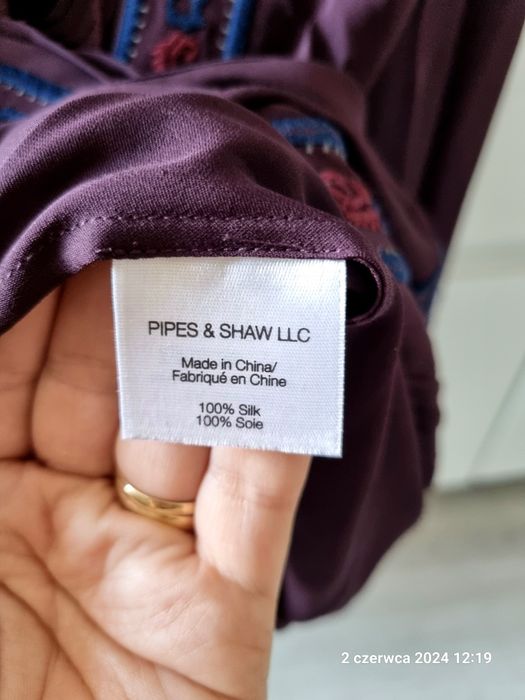 PIPES & SHAW LLC
Made in China/
Fabriqué en Chine
100% Silk
100% Soie
2 czerwca 2024 12:19